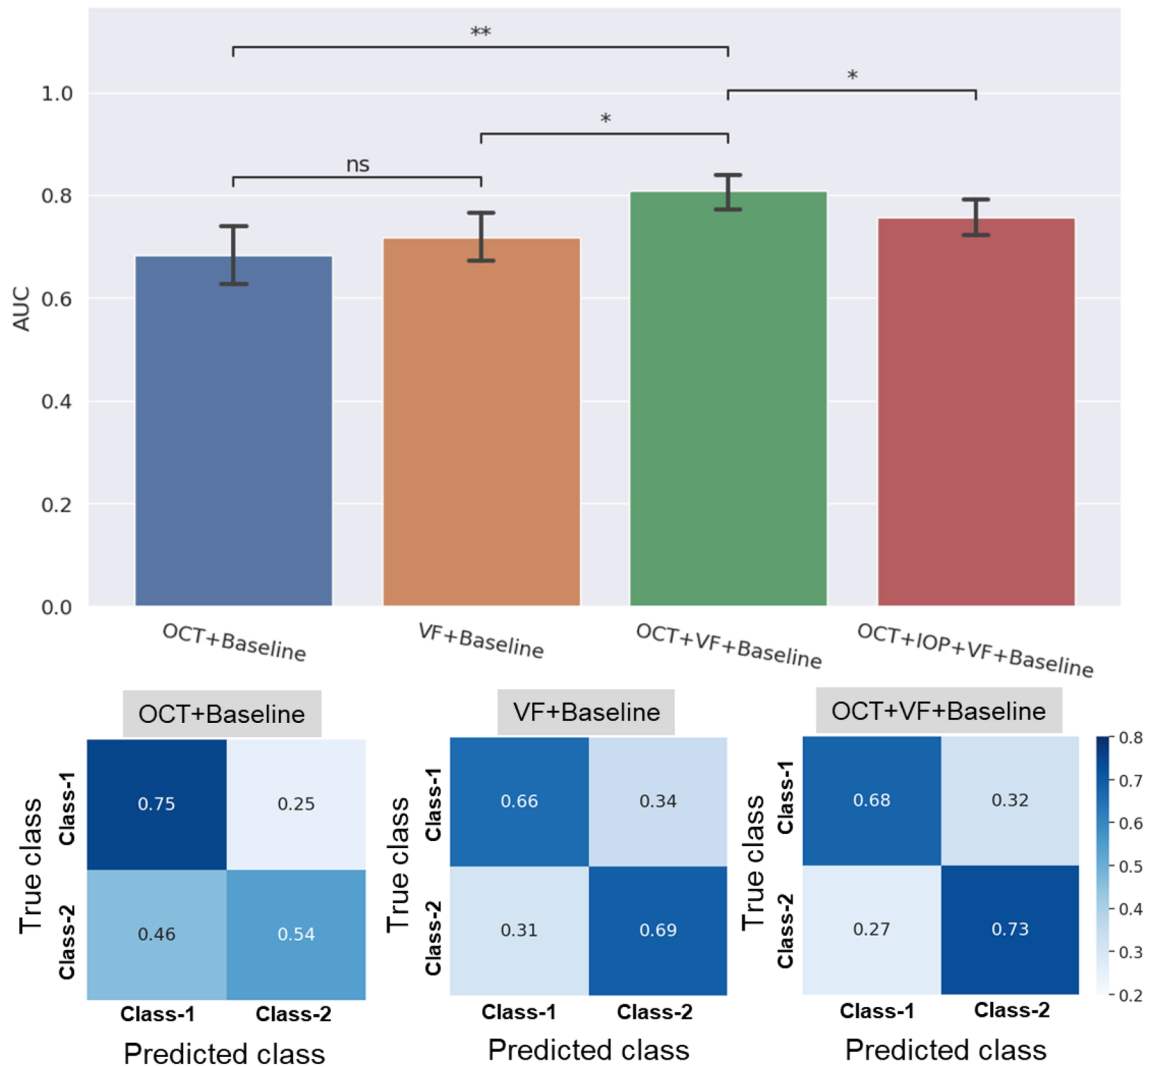 **
1.0
*
*
ns
0.8
0.6
AUC
0.4
0.2
0.0
OCT+Baseline
VF+Baseline
OCT+VF+Baseline
OCT+IOP+VF+Baseline
OCT+Baseline
True class
Class-1
Class-2
0.75
0.25
0.46
0.54
Class-1
Class-2
Predicted class
VF+Baseline
True class
Class-1
Class-2
0.66
0.34
0.31
0.69
Class-1
Class-2
Predicted class
OCT+VF+Baseline
True class
Class-1
Class-2
0.68
0.32
0.27
0.73
Class-1
Class-2
Predicted class
0.8
0.7
0.6
0.5
0.4
0.3
0.2